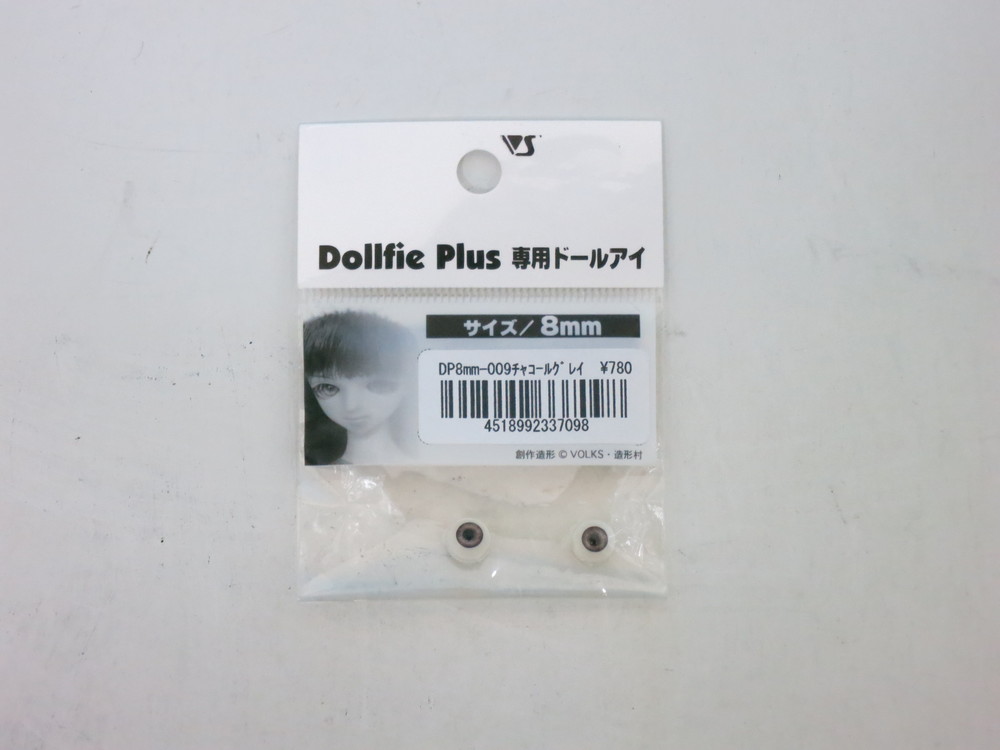 VS
Dollfie Plus 専用ドールアイ
サイズ/8mm
DP8mm-009ﾁｬｺｰﾙｸﾞﾚｲ ¥780
4518992337098
創作造形 © VOLKS・造形村